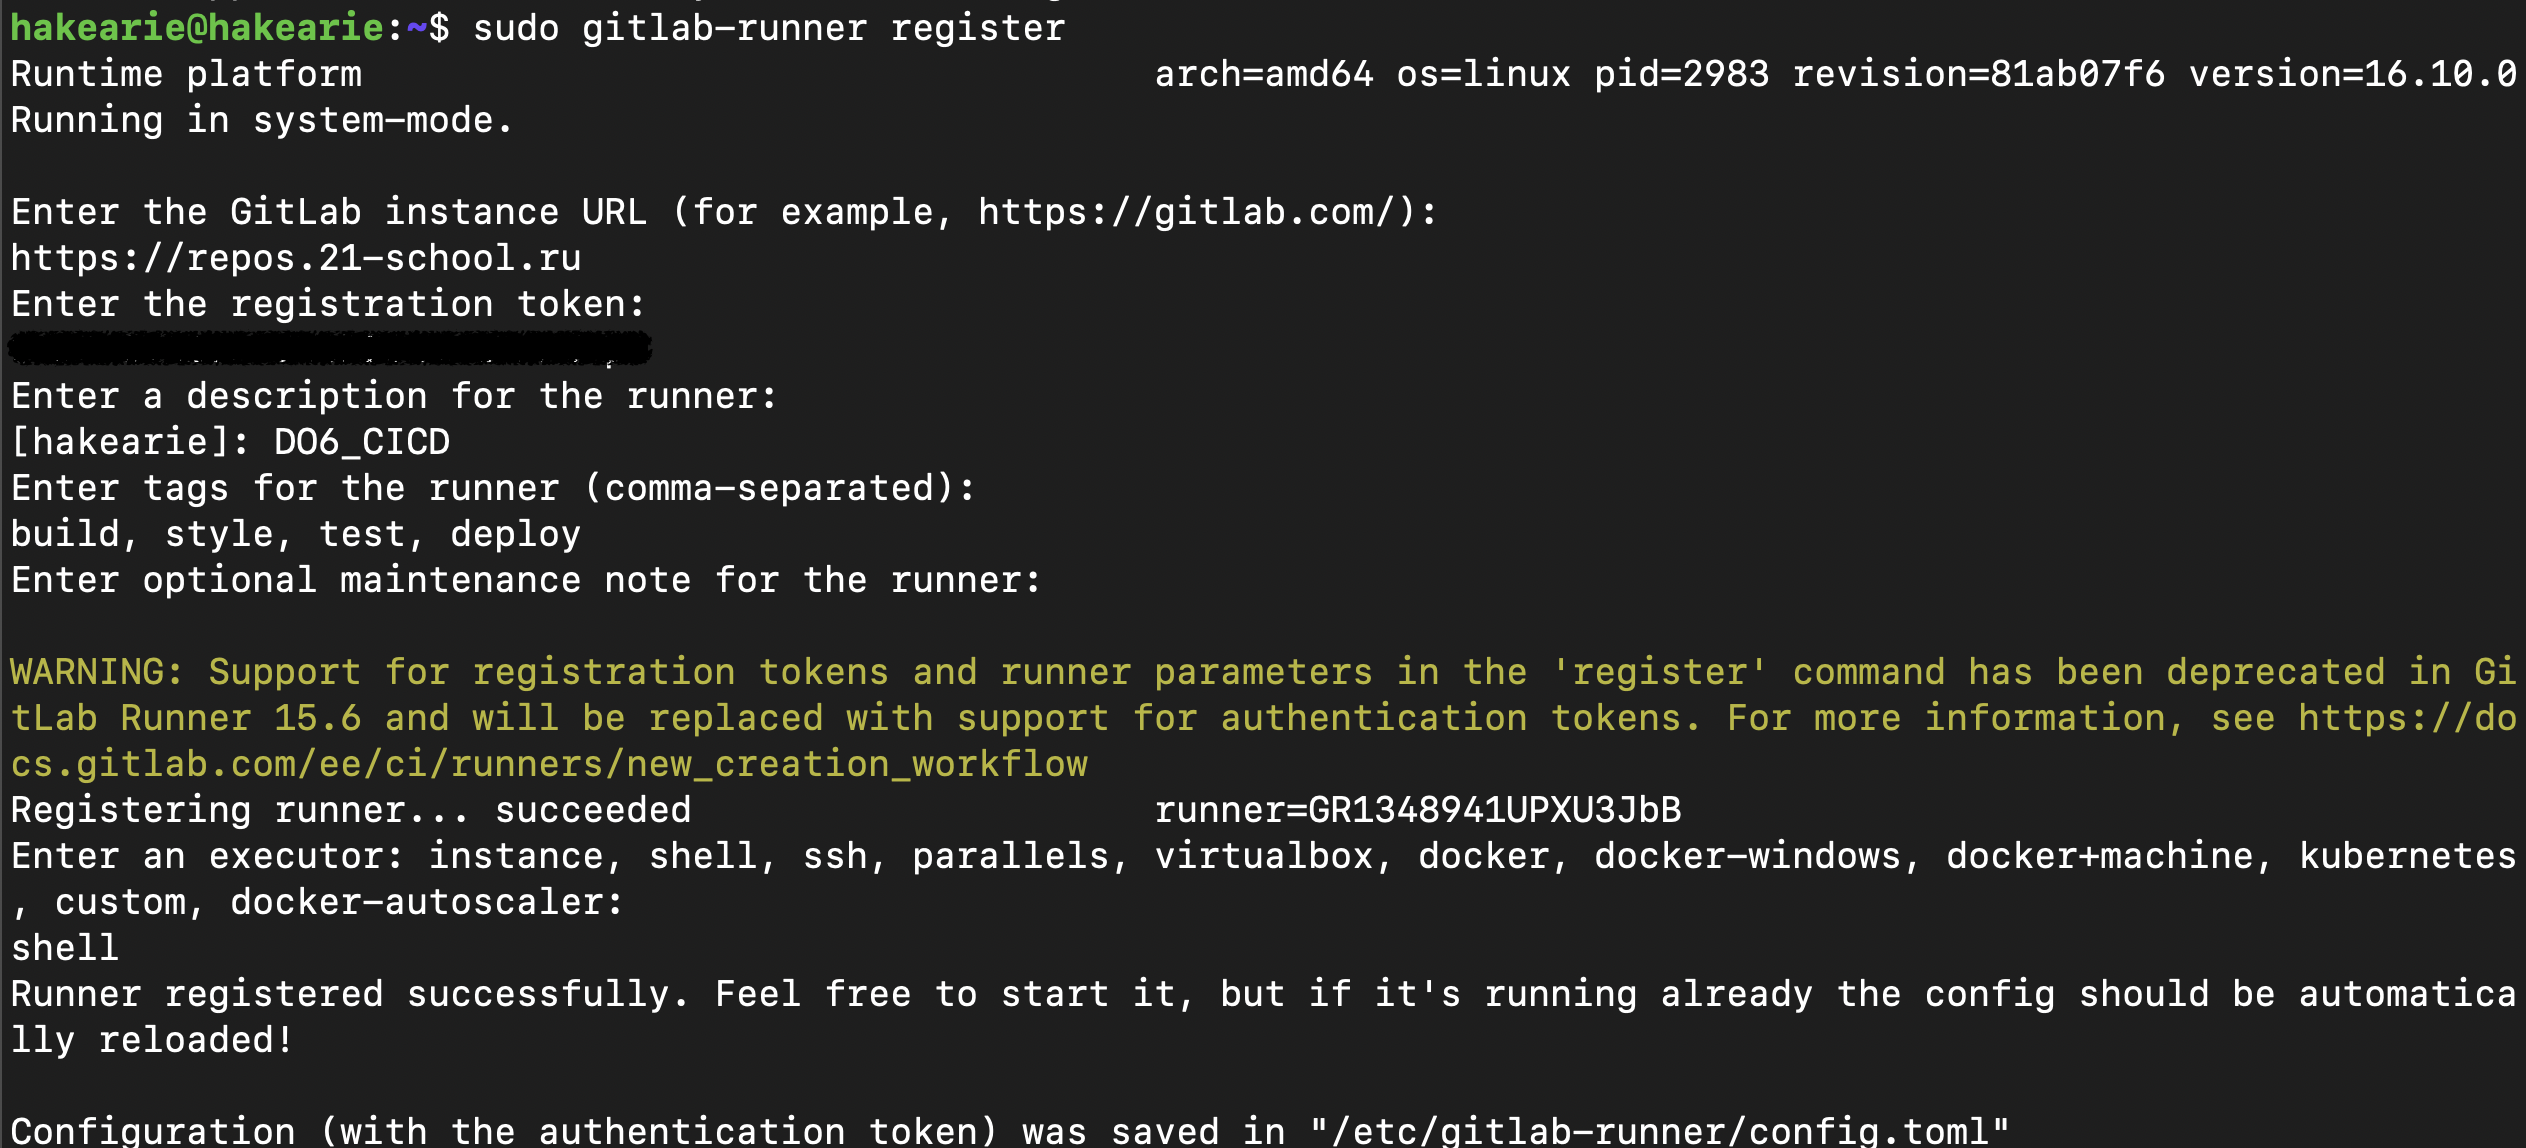 hakearie@hakearie:~$ sudo gitlab-runner register
Runtime platform                                    arch=amd64 os=linux pid=2983 revision=81ab07f6 version=16.10.0
Running in system-mode.
Enter the GitLab instance URL (for example, https://gitlab.com/):
https://repos.21-school.ru
Enter the registration token:
Enter a description for the runner:
[hakearie]: DO6_CICD
Enter tags for the runner (comma-separated):
build, style, test, deploy
Enter optional maintenance note for the runner:
WARNING: Support for registration tokens and runner parameters in the 'register' command has been deprecated in Gi
tLab Runner 15.6 and will be replaced with support for authentication tokens. For more information, see https://do
cs.gitlab.com/ee/ci/runners/new_creation_workflow
Registering runner... succeeded                     runner=GR1348941UPXU3JbB
Enter an executor: instance, shell, ssh, parallels, virtualbox, docker, docker-windows, docker+machine, kubernetes
, custom, docker-autoscaler:
shell
Runner registered successfully. Feel free to start it, but if it's running already the config should be automatica
lly reloaded!
Configuration (with the authentication token) was saved in "/etc/gitlab-runner/config.toml"